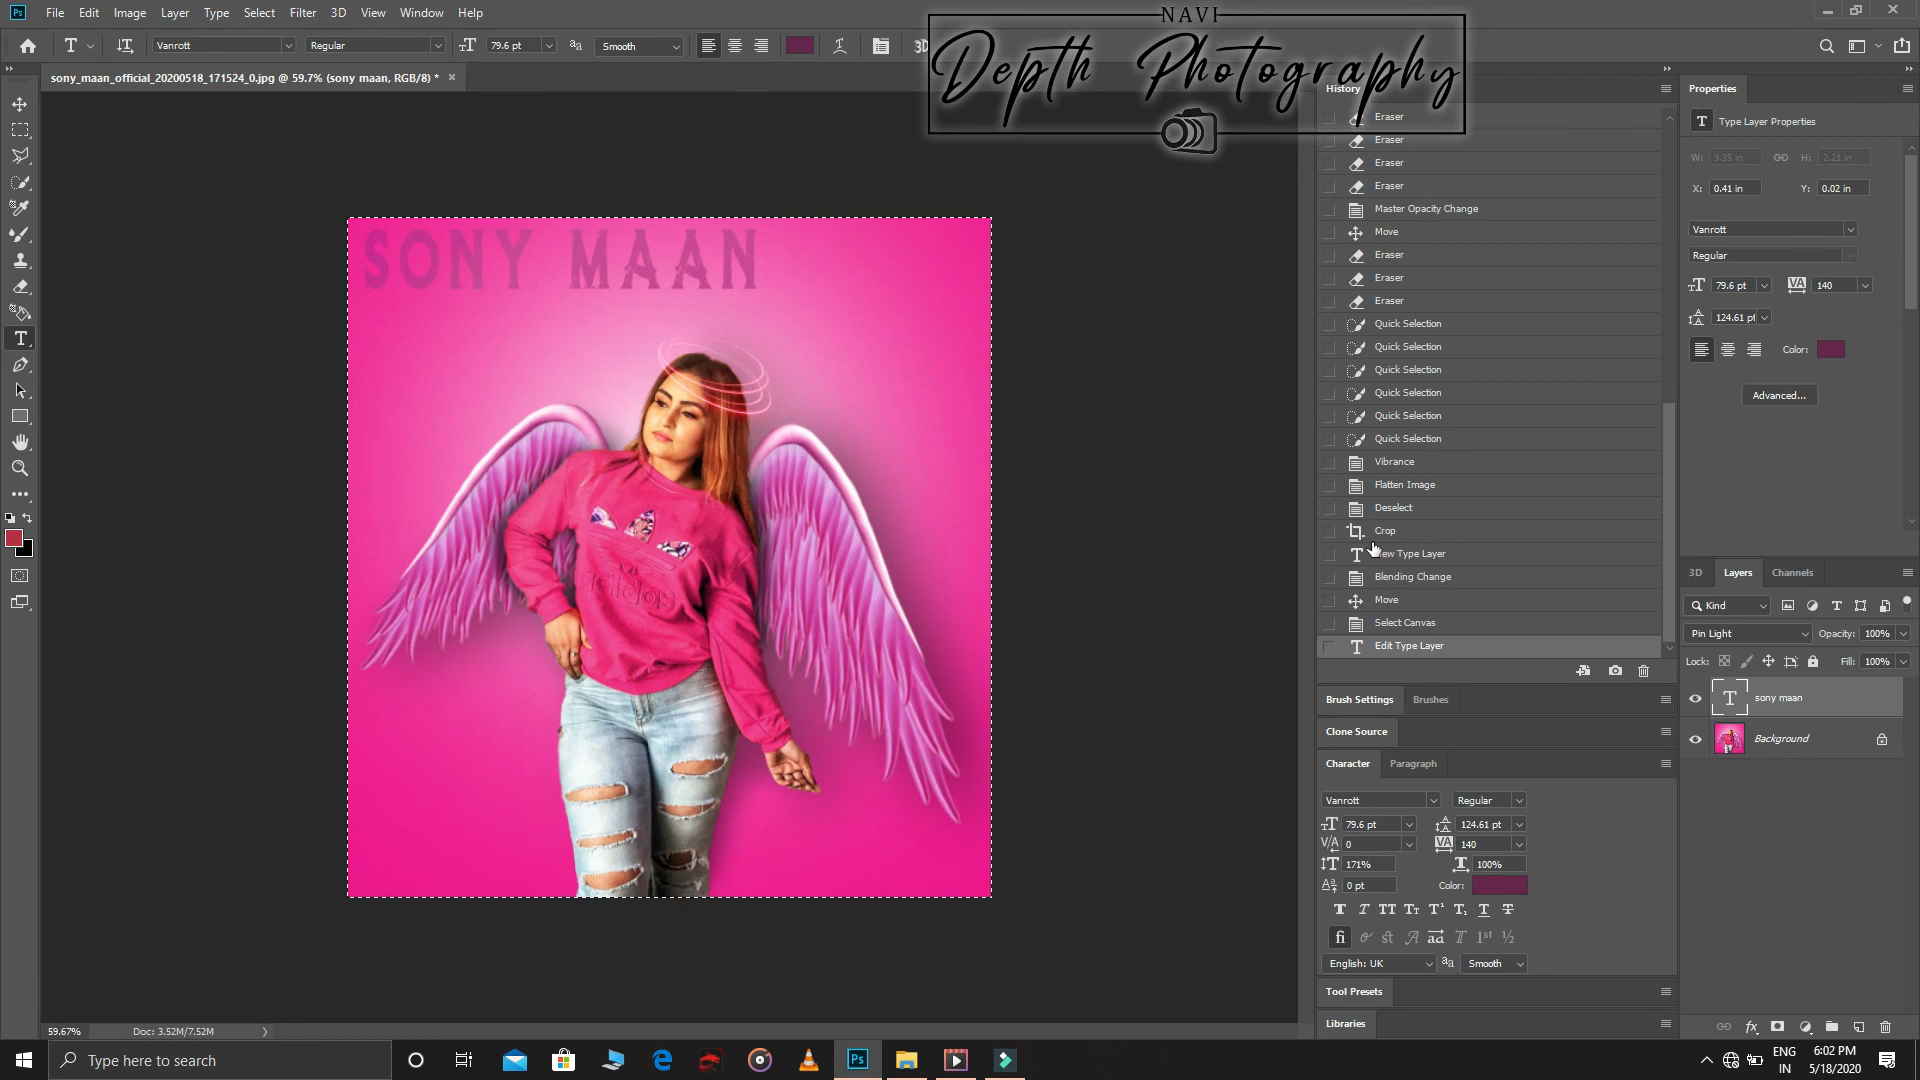 Ps File Edit Image Layer Type Select Filter 3D View Window Help
NAVI
Depth Photography
Vanrott Regular 79.6 pt Smooth 3D
sony_maan_official_20200518_171524_0.jpg @ 59.7% (sony maan, RGB/8) *
SONY MAAN
adidas
59.67% Doc: 3.52M/7.52M
History
Eraser
Eraser
Eraser
Eraser
Master Opacity Change
Move
Eraser
Eraser
Eraser
Quick Selection
Quick Selection
Quick Selection
Quick Selection
Quick Selection
Quick Selection
Vibrance
Flatten Image
Deselect
Crop
New Type Layer
Blending Change
Move
Select Canvas
Edit Type Layer
Brush Settings Brushes
Clone Source
Character Paragraph
Vanrott Regular
79.6 pt 124.61 pt
0 140
171% 100%
0 pt Color:
English: UK Smooth
Tool Presets
Libraries
Properties
Type Layer Properties
W: 9.35 in H: 2.21 in
X: 0.41 in Y: 0.02 in
Vanrott
Regular
79.6 pt 140
124.61 pt
Color:
Advanced...
3D Layers Channels
Kind
Pin Light Opacity: 100%
Lock: Fill: 100%
sony maan
Background
Type here to search
ENG
IN
6:02 PM
5/18/2020